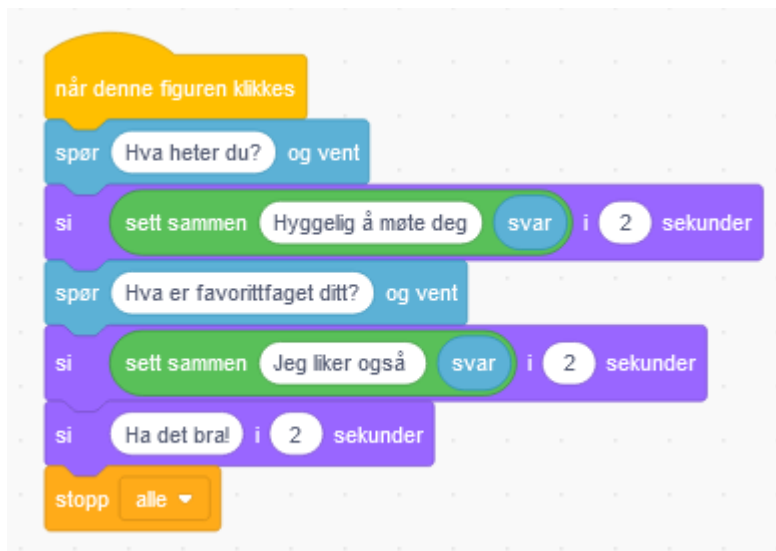 når denne figuren klikkes
spør Hva heter du? og vent
si sett sammen Hyggelig å møte deg svar i 2 sekunder
spør Hva er favorittfaget ditt? og vent
si sett sammen Jeg liker også svar i 2 sekunder
si Ha det bra! i 2 sekunder
stopp alle